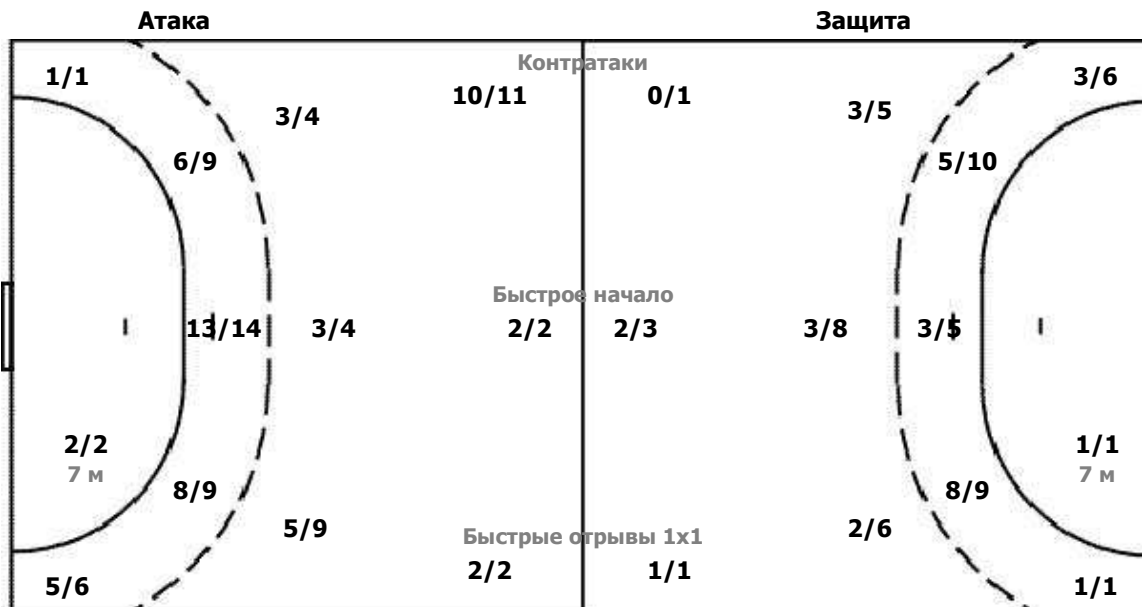 Атака Защита
Контратаки
1/1 3/6
10/11 0/1
3/4 3/5
6/9 5/10
Быстрое начало
13/14 3/4 2/2 2/3 3/8 3/5
2/2 1/1
7 м 7 м
8/9 8/9
5/9 2/6
Быстрые отрывы 1x1
2/2 1/1
5/6 1/1